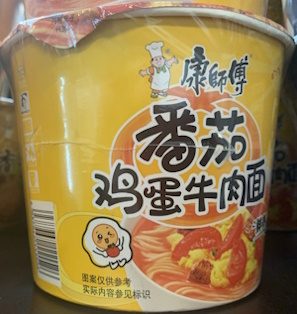 康師傅
番茄
鸡蛋牛肉面
图案仅供参考
实际内容参见标识